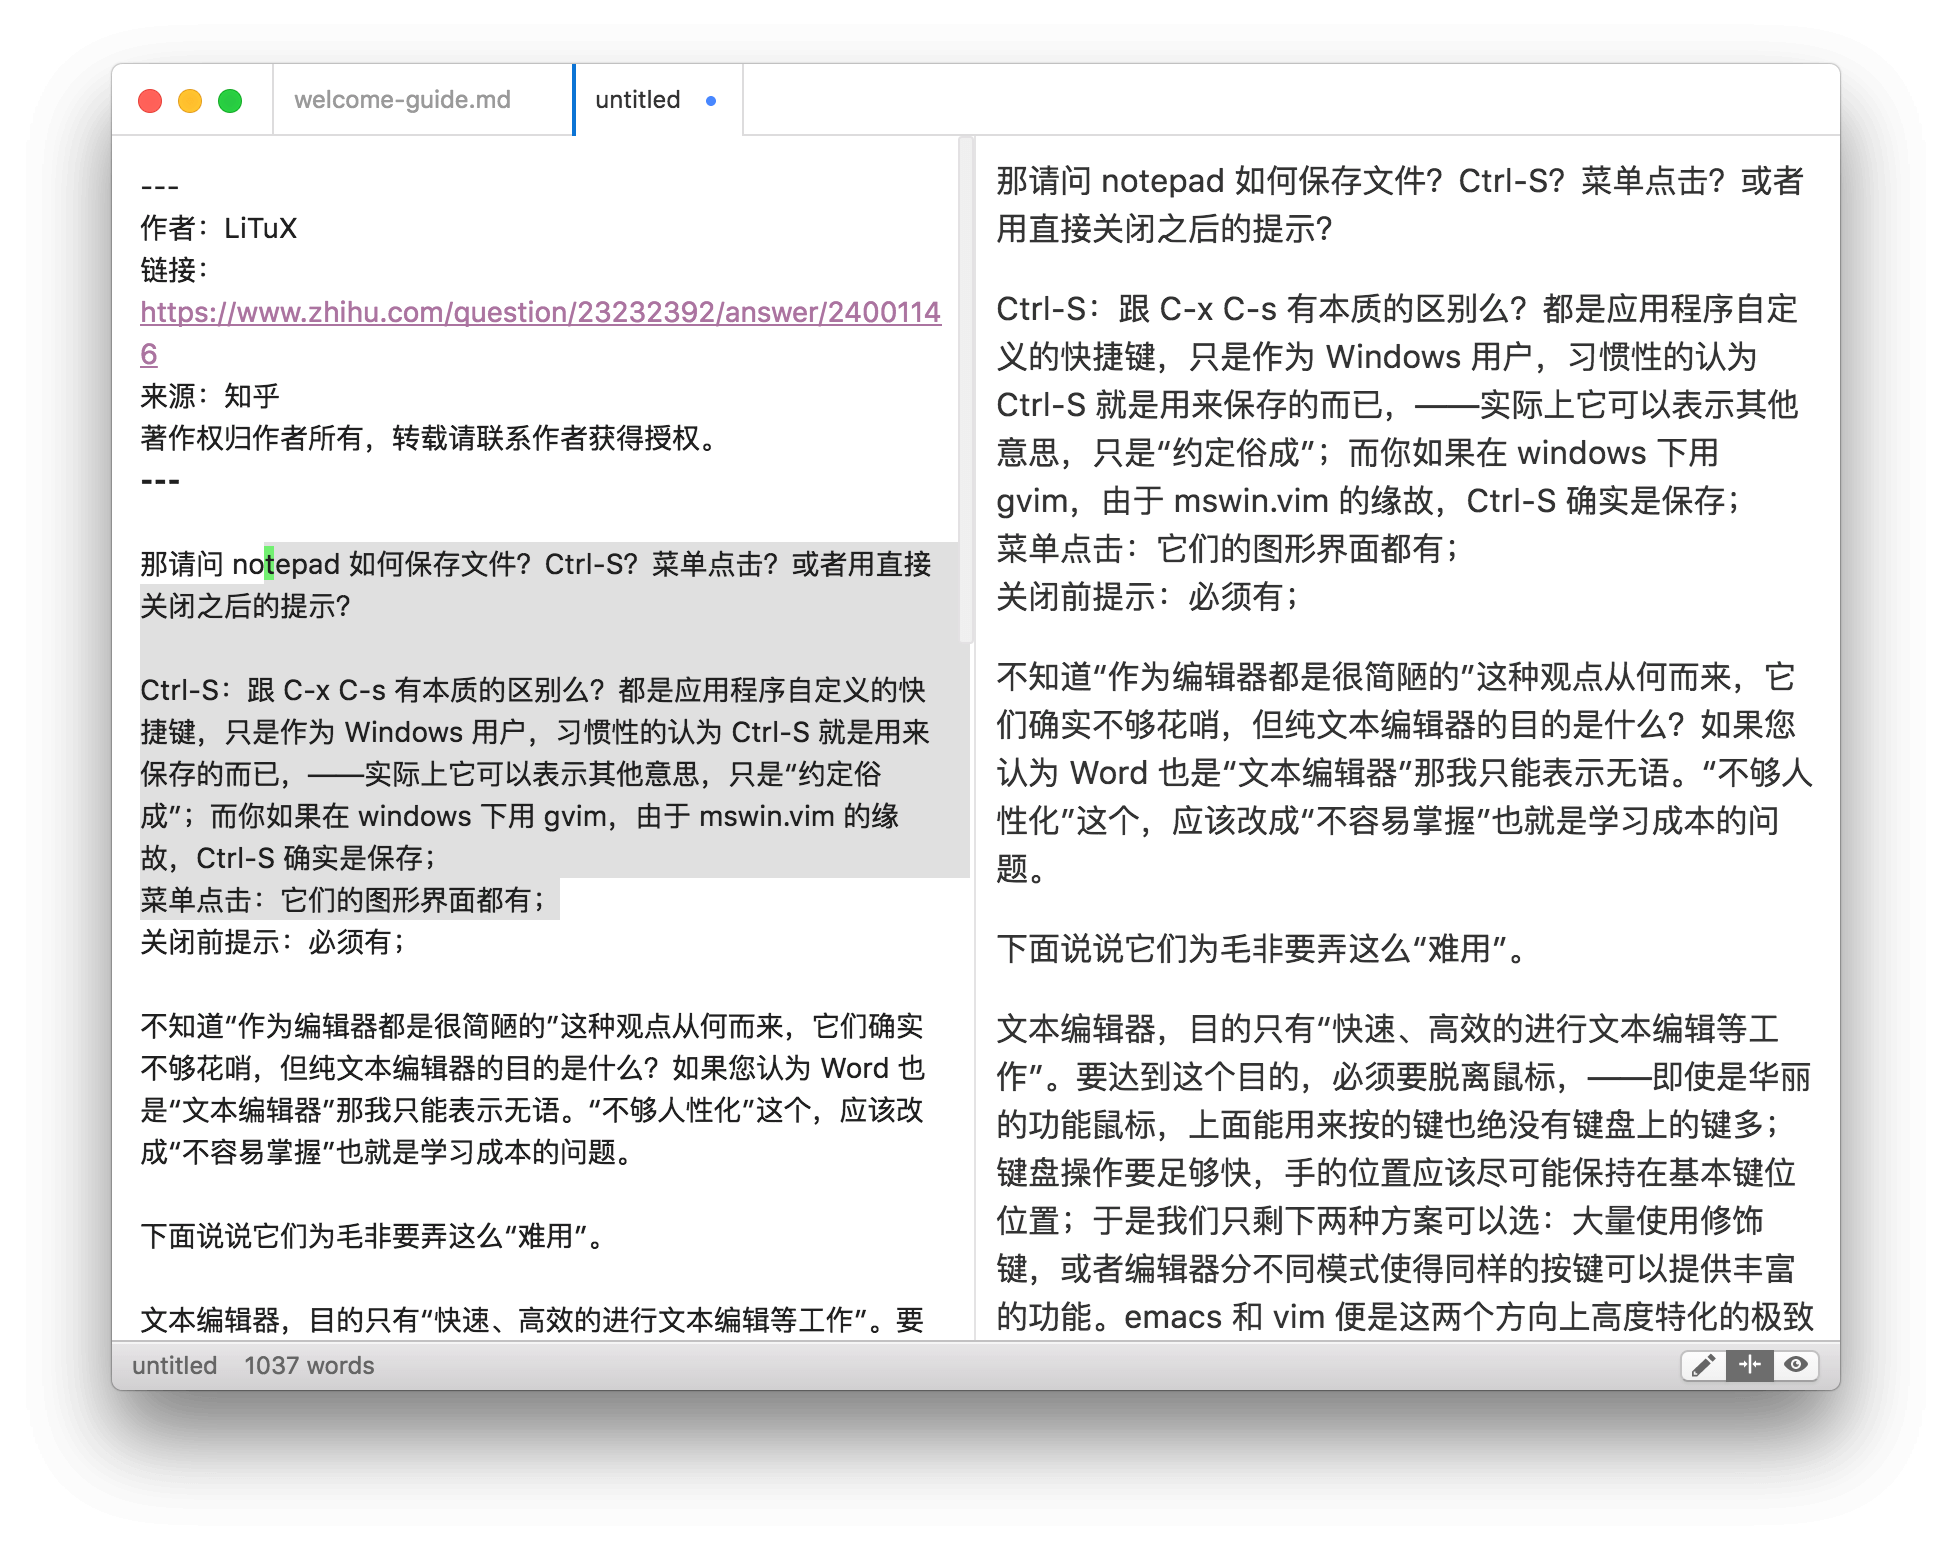 welcome-guide.md
untitled
---
作者：LiTuX
链接：
https://www.zhihu.com/question/23232392/answer/2400114
6
来源：知乎
著作权归作者所有，转载请联系作者获得授权。
---
那请问 notepad 如何保存文件？Ctrl-S？菜单点击？或者用直接
关闭之后的提示？
Ctrl-S：跟 C-x C-s 有本质的区别么？都是应用程序自定义的快
捷键，只是作为 Windows 用户，习惯性的认为 Ctrl-S 就是用来
保存的而已，——实际上它可以表示其他意思，只是“约定俗
成”；而你如果在 windows 下用 gvim，由于 mswin.vim 的缘
故，Ctrl-S 确实是保存；
菜单点击：它们的图形界面都有；
关闭前提示：必须有；
不知道“作为编辑器都是很简陋的”这种观点从何而来，它们确实
不够花哨，但纯文本编辑器的目的是什么？如果您认为 Word 也
是“文本编辑器”那我只能表示无语。“不够人性化”这个，应该改
成“不容易掌握”也就是学习成本的问题。
下面说说它们为毛非要弄这么“难用”。
文本编辑器，目的只有“快速、高效的进行文本编辑等工作”。要
那请问 notepad 如何保存文件？Ctrl-S？菜单点击？或者
用直接关闭之后的提示？
Ctrl-S：跟 C-x C-s 有本质的区别么？都是应用程序自定
义的快捷键，只是作为 Windows 用户，习惯性的认为
Ctrl-S 就是用来保存的而已，——实际上它可以表示其他
意思，只是“约定俗成”；而你如果在 windows 下用
gvim，由于 mswin.vim 的缘故，Ctrl-S 确实是保存；
菜单点击：它们的图形界面都有；
关闭前提示：必须有；
不知道“作为编辑器都是很简陋的”这种观点从何而来，它
们确实不够花哨，但纯文本编辑器的目的是什么？如果您
认为 Word 也是“文本编辑器”那我只能表示无语。“不够人
性化”这个，应该改成“不容易掌握”也就是学习成本的问
题。
下面说说它们为毛非要弄这么“难用”。
文本编辑器，目的只有“快速、高效的进行文本编辑等工
作”。要达到这个目的，必须要脱离鼠标，——即使是华丽
的功能鼠标，上面能用来按的键也绝没有键盘上的键多；
键盘操作要足够快，手的位置应该尽可能保持在基本键位
位置；于是我们只剩下两种方案可以选：大量使用修饰
键，或者编辑器分不同模式使得同样的按键可以提供丰富
的功能。emacs 和 vim 便是这两个方向上高度特化的极致
untitled 1037 words